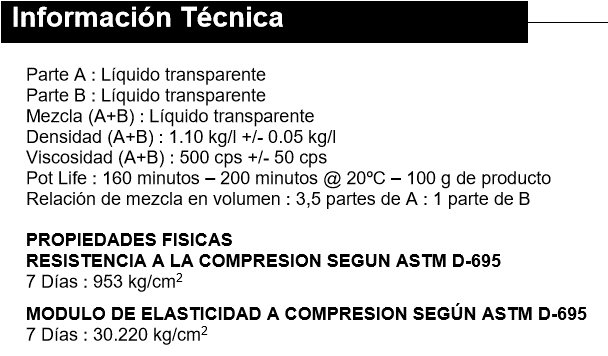 Información Técnica
Parte A : Líquido transparente
Parte B : Líquido transparente
Mezcla (A+B) : Líquido transparente
Densidad (A+B) : 1.10 kg/l +/- 0.05 kg/l
Viscosidad (A+B) : 500 cps +/- 50 cps
Pot Life : 160 minutos – 200 minutos @ 20ºC – 100 g de producto
Relación de mezcla en volumen : 3,5 partes de A : 1 parte de B
PROPIEDADES FISICAS
RESISTENCIA A LA COMPRESION SEGUN ASTM D-695
7 Días : 953 kg/cm²
MODULO DE ELASTICIDAD A COMPRESION SEGÚN ASTM D-695
7 Días : 30.220 kg/cm²